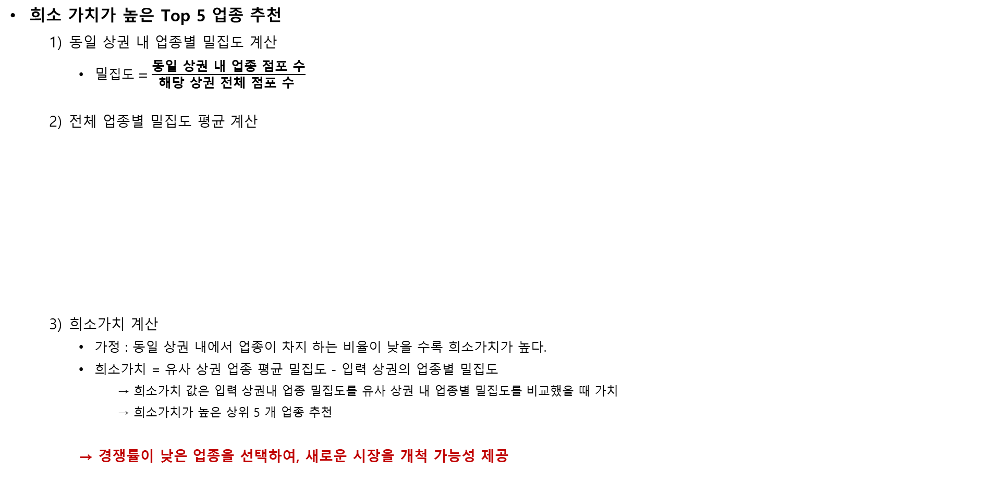 • 희소 가치가 높은 Top 5 업종 추천
1) 동일 상권 내 업종별 밀집도 계산
• 밀집도 = 동일 상권 내 업종 점포 수
해당 상권 전체 점포 수
2) 전체 업종별 밀집도 평균 계산
3) 희소가치 계산
• 가정 : 동일 상권 내에서 업종이 차지 하는 비율이 낮을 수록 희소가치가 높다.
• 희소가치 = 유사 상권 업종 평균 밀집도 - 입력 상권의 업종별 밀집도
→ 희소가치 값은 입력 상권내 업종 밀집도를 유사 상권 내 업종별 밀집도를 비교했을 때 가치
→ 희소가치가 높은 상위 5 개 업종 추천
→ 경쟁률이 낮은 업종을 선택하여, 새로운 시장을 개척 가능성 제공